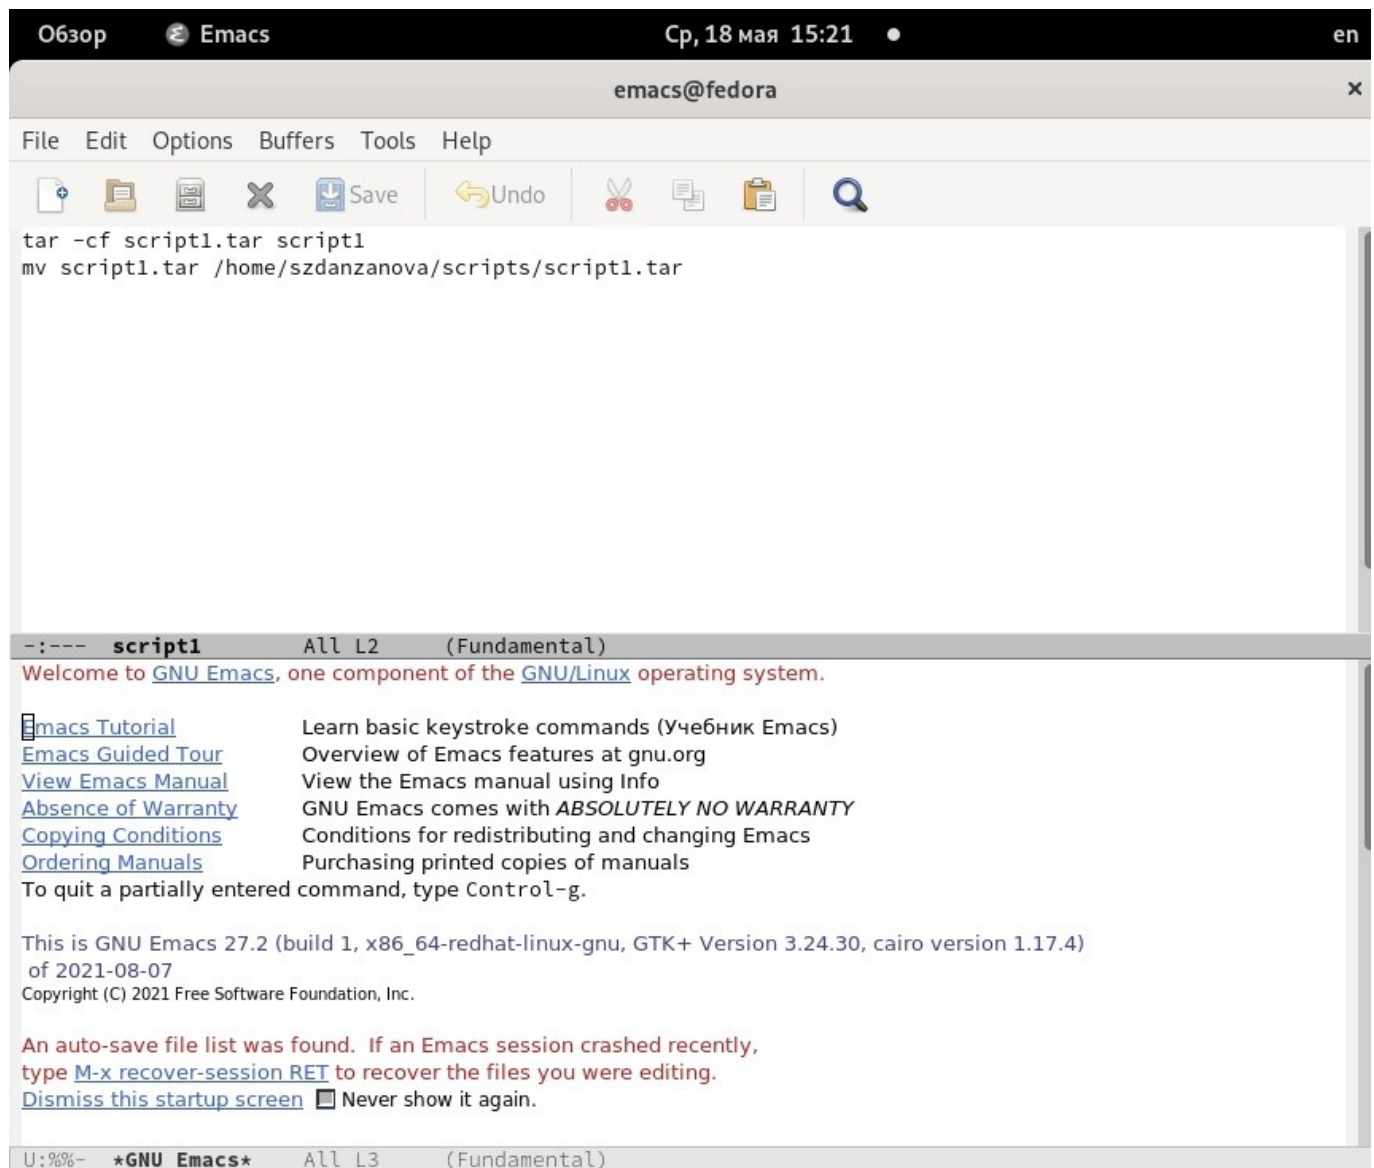 Обзор Emacs Ср, 18 мая 15:21 en
emacs@fedora
File Edit Options Buffers Tools Help
Save Undo
tar -cf script1.tar script1
mv script1.tar /home/szdanzanova/scripts/script1.tar
-:--- script1 All L2 (Fundamental)
Welcome to GNU Emacs, one component of the GNU/Linux operating system.
Emacs Tutorial Learn basic keystroke commands (Учебник Emacs)
Emacs Guided Tour Overview of Emacs features at gnu.org
View Emacs Manual View the Emacs manual using Info
Absence of Warranty GNU Emacs comes with ABSOLUTELY NO WARRANTY
Copying Conditions Conditions for redistributing and changing Emacs
Ordering Manuals Purchasing printed copies of manuals
To quit a partially entered command, type Control-g.
This is GNU Emacs 27.2 (build 1, x86_64-redhat-linux-gnu, GTK+ Version 3.24.30, cairo version 1.17.4)
of 2021-08-07
Copyright (C) 2021 Free Software Foundation, Inc.
An auto-save file list was found. If an Emacs session crashed recently,
type M-x recover-session RET to recover the files you were editing.
Dismiss this startup screen Never show it again.
U:%%- *GNU Emacs* All L3 (Fundamental)